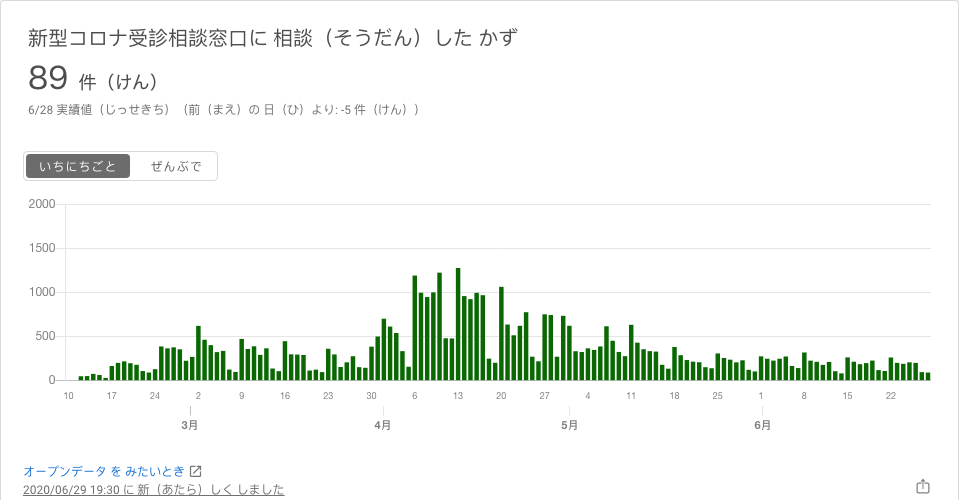 新型コロナ受診相談窓口に 相談（そうだん）した かず
89 件（けん）
6/28 実績値（じっせきち）（前（まえ）の 日（ひ）より: -5 件（けん））
いちにちごと ぜんぶで
2000
1500
1000
500
0
10 17 24 2 9 16 23 30 6 13 20 27 4 11 18 25 1 8 15 22
3月 4月 5月 6月
オープンデータ を みたいとき
2020/06/29 19:30 に 新（あたら）しく しました